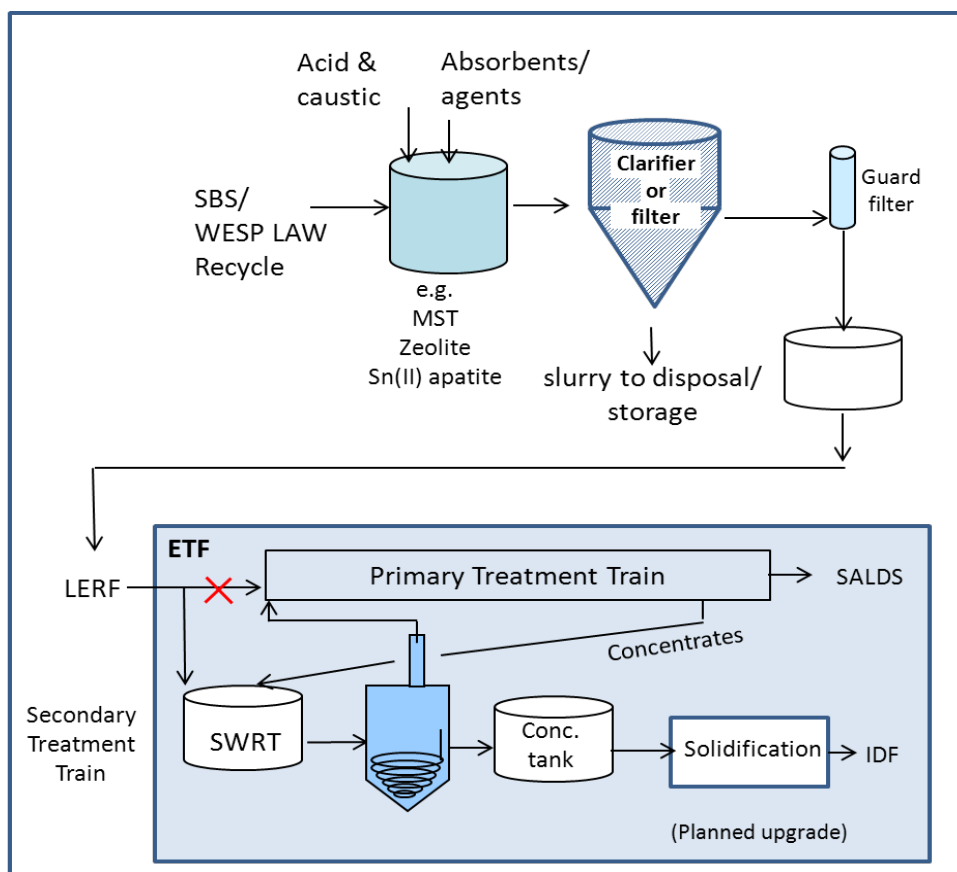 Acid &
caustic
Absorbents/
agents
SBS/
WESP LAW
Recycle
e.g.
MST
Zeolite
Sn(II) apatite
Clarifier
or
filter
Guard
filter
slurry to disposal/
storage
ETF
LERF
Primary Treatment Train
SALDS
Concentrates
Secondary
Treatment
Train
SWRT
Conc.
tank
Solidification
IDF
(Planned upgrade)